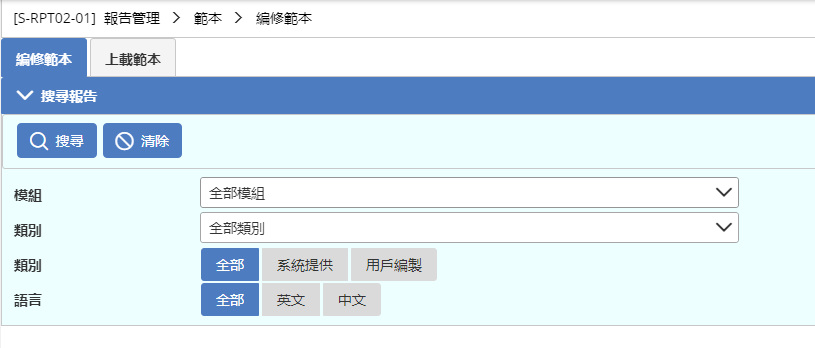 [S-RPT02-01] 報告管理 > 範本 > 編修範本
編修範本 上載範本
搜尋報告
搜尋 清除
模組 全部模組
類別 全部類別
類別 全部 系統提供 用戶編製
語言 全部 英文 中文